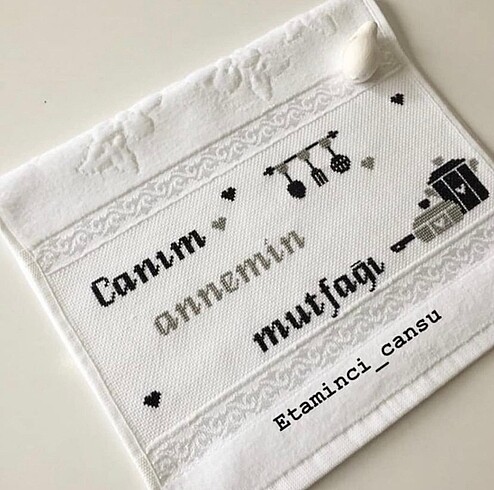 Canım
annemin
mutfağı
Etaminci_cansu